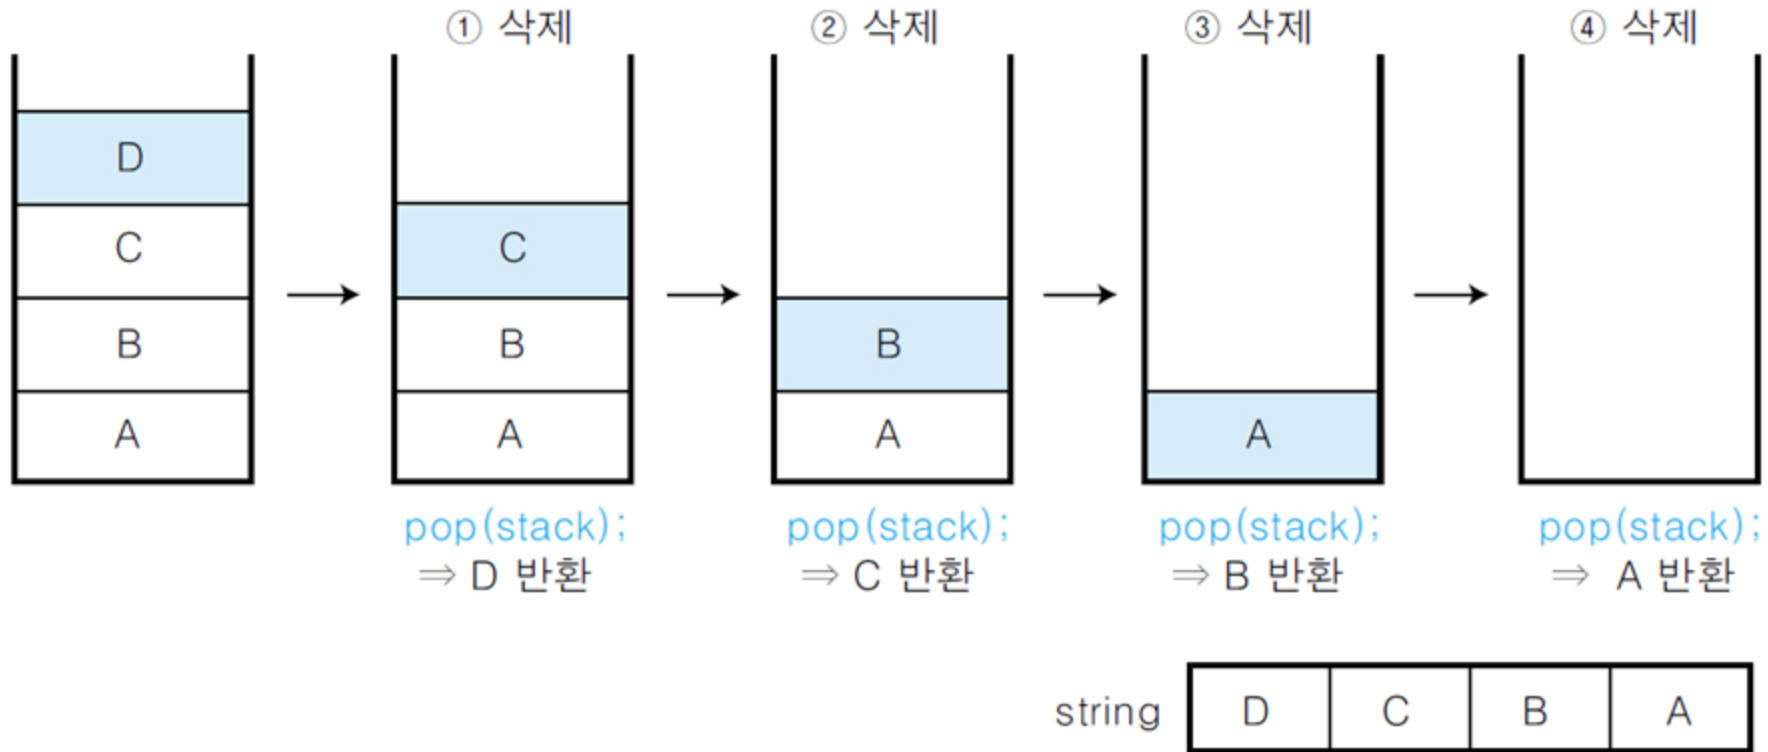 ① 삭제
② 삭제
③ 삭제
④ 삭제
D
C
B
A
C
B
A
B
A
A
pop(stack);
⇒ D 반환
pop(stack);
⇒ C 반환
pop(stack);
⇒ B 반환
pop(stack);
⇒ A 반환
string D C B A